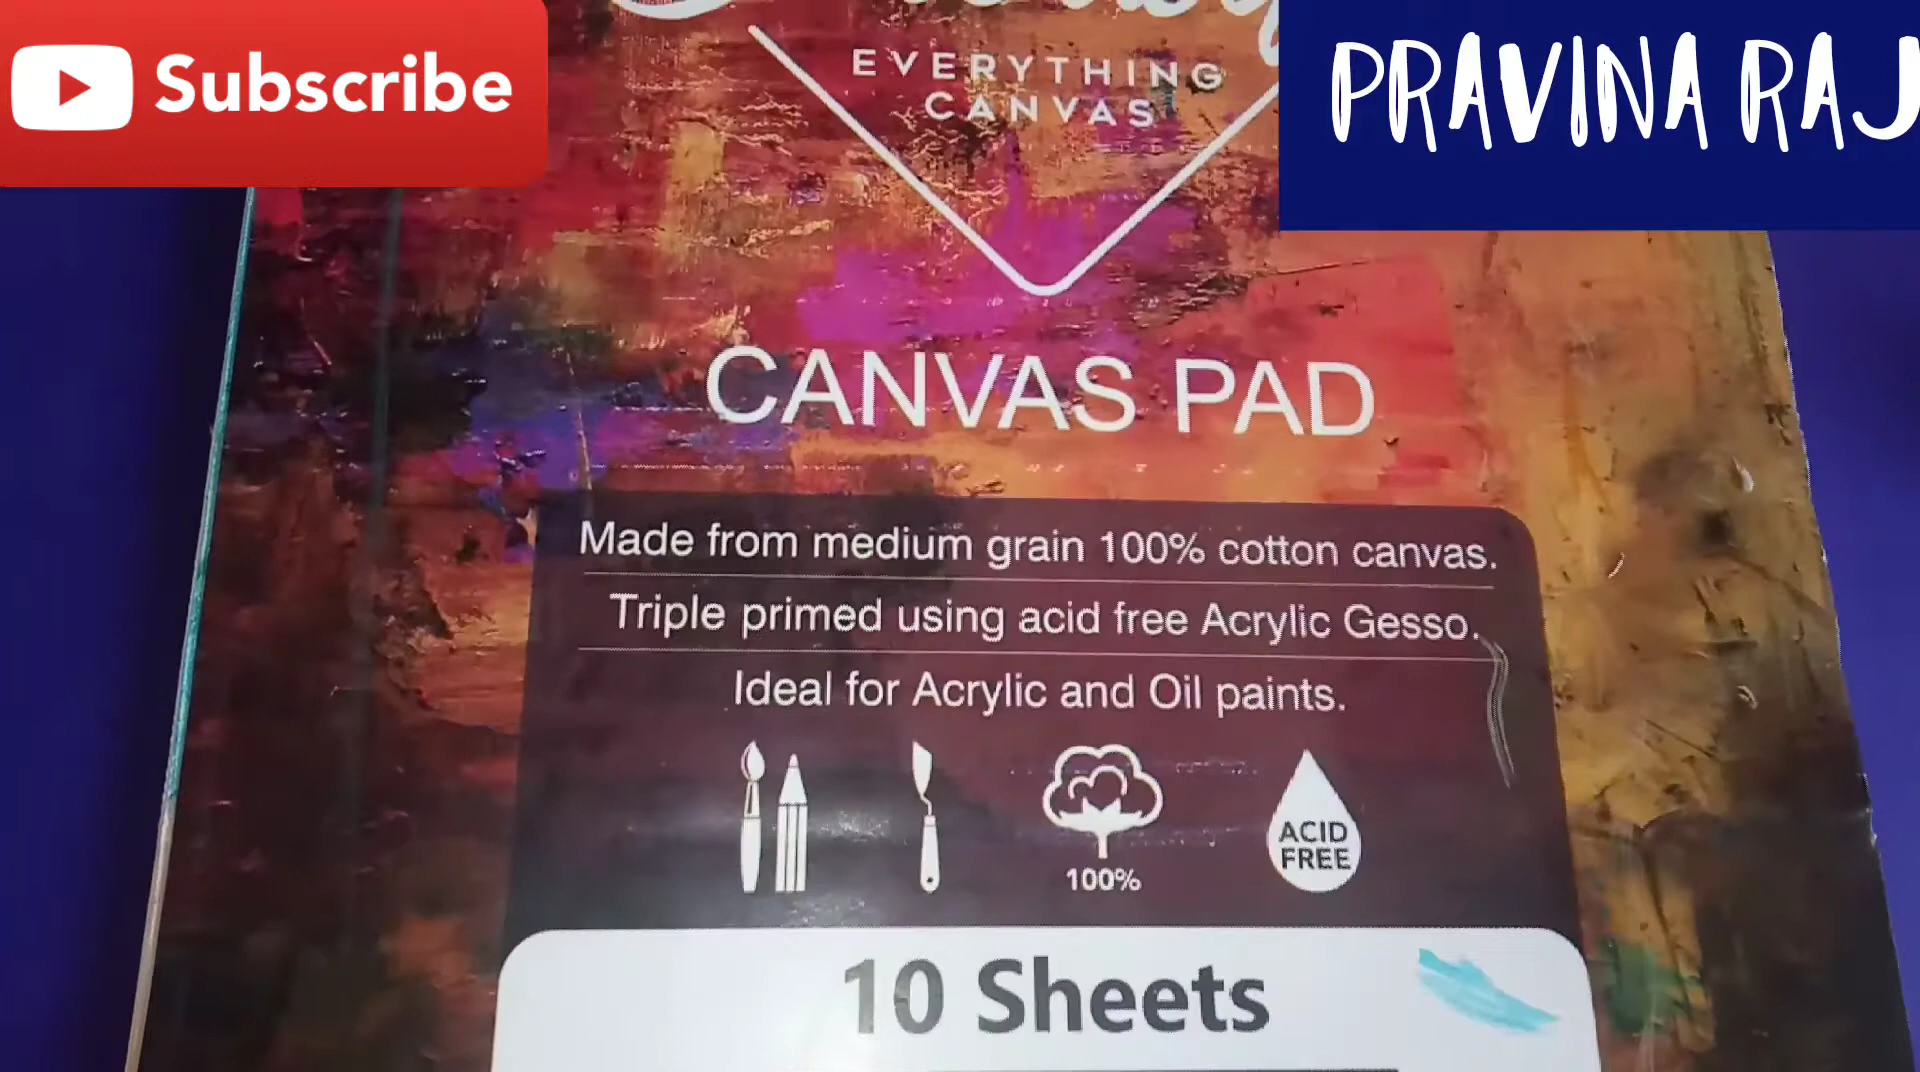 Subscribe
PRAVINA RAJ
EVERYTHING
CANVAS
CANVAS PAD
Made from medium grain 100% cotton canvas.
Triple primed using acid free Acrylic Gesso.
Ideal for Acrylic and Oil paints.
100%
ACID
FREE
10 Sheets